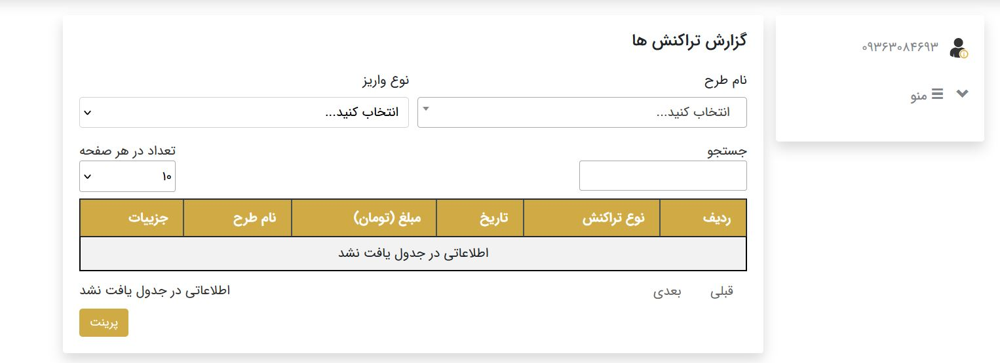 ۰۹۳۶۳۰۸۴۶۹۳
منو
گزارش تراکنش ها
نام طرح
نوع واریز
انتخاب کنید...
انتخاب کنید...
جستجو
تعداد در هر صفحه
۱۰
ردیف نوع تراکنش تاریخ مبلغ (تومان) نام طرح جزییات
اطلاعاتی در جدول یافت نشد
قبلی بعدی
اطلاعاتی در جدول یافت نشد
پرینت